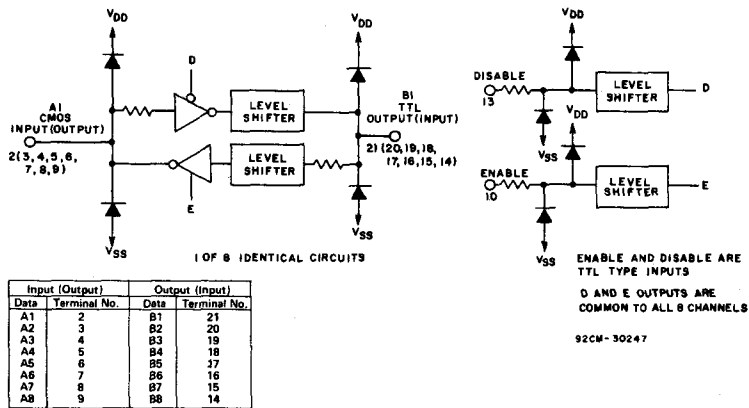 VDD
A1
CMOS
INPUT(OUTPUT)
2(3,4,5,6,
7,8,9)
VSS
D
LEVEL
SHIFTER
LEVEL
SHIFTER
E
VDD
B1
TTL
OUTPUT(INPUT)
21(20,19,18,
17,16,15,14)
VSS
1 OF 8 IDENTICAL CIRCUITS
DISABLE
13
VDD
LEVEL
SHIFTER
D
VSS
VDD
ENABLE
10
LEVEL
SHIFTER
E
VSS
ENABLE AND DISABLE ARE
TTL TYPE INPUTS
D AND E OUTPUTS ARE
COMMON TO ALL 8 CHANNELS
92CM-30247
Input (Output) Output (Input)
Data Terminal No. Data Terminal No.
A1 2 B1 21
A2 3 B2 20
A3 4 B3 19
A4 5 B4 18
A5 6 B5 17
A6 7 B6 16
A7 8 B7 15
A8 9 B8 14